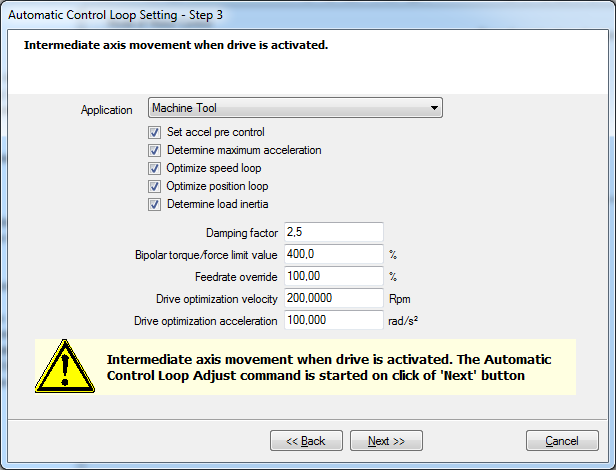 Automatic Control Loop Setting - Step 3
Intermediate axis movement when drive is activated.
Application Machine Tool
Set accel pre control
Determine maximum acceleration
Optimize speed loop
Optimize position loop
Determine load inertia
Damping factor 2,5
Bipolar torque/force limit value 400,0 %
Feedrate override 100,00 %
Drive optimization velocity 200,0000 Rpm
Drive optimization acceleration 100,000 rad/s²
Intermediate axis movement when drive is activated. The Automatic
Control Loop Adjust command is started on click of 'Next' button
<< Back Next >> Cancel